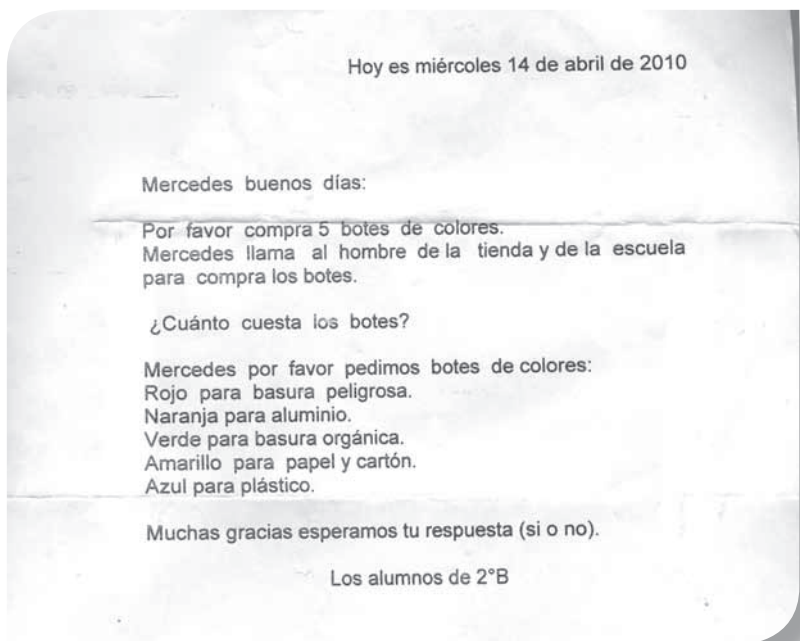 Hoy es miércoles 14 de abril de 2010
Mercedes buenos días:
Por favor compra 5 botes de colores.
Mercedes llama al hombre de la tienda y de la escuela
para compra los botes.
¿Cuánto cuesta los botes?
Mercedes por favor pedimos botes de colores:
Rojo para basura peligrosa.
Naranja para aluminio.
Verde para basura orgánica.
Amarillo para papel y cartón.
Azul para plástico.
Muchas gracias esperamos tu respuesta (si o no).
Los alumnos de 2°B